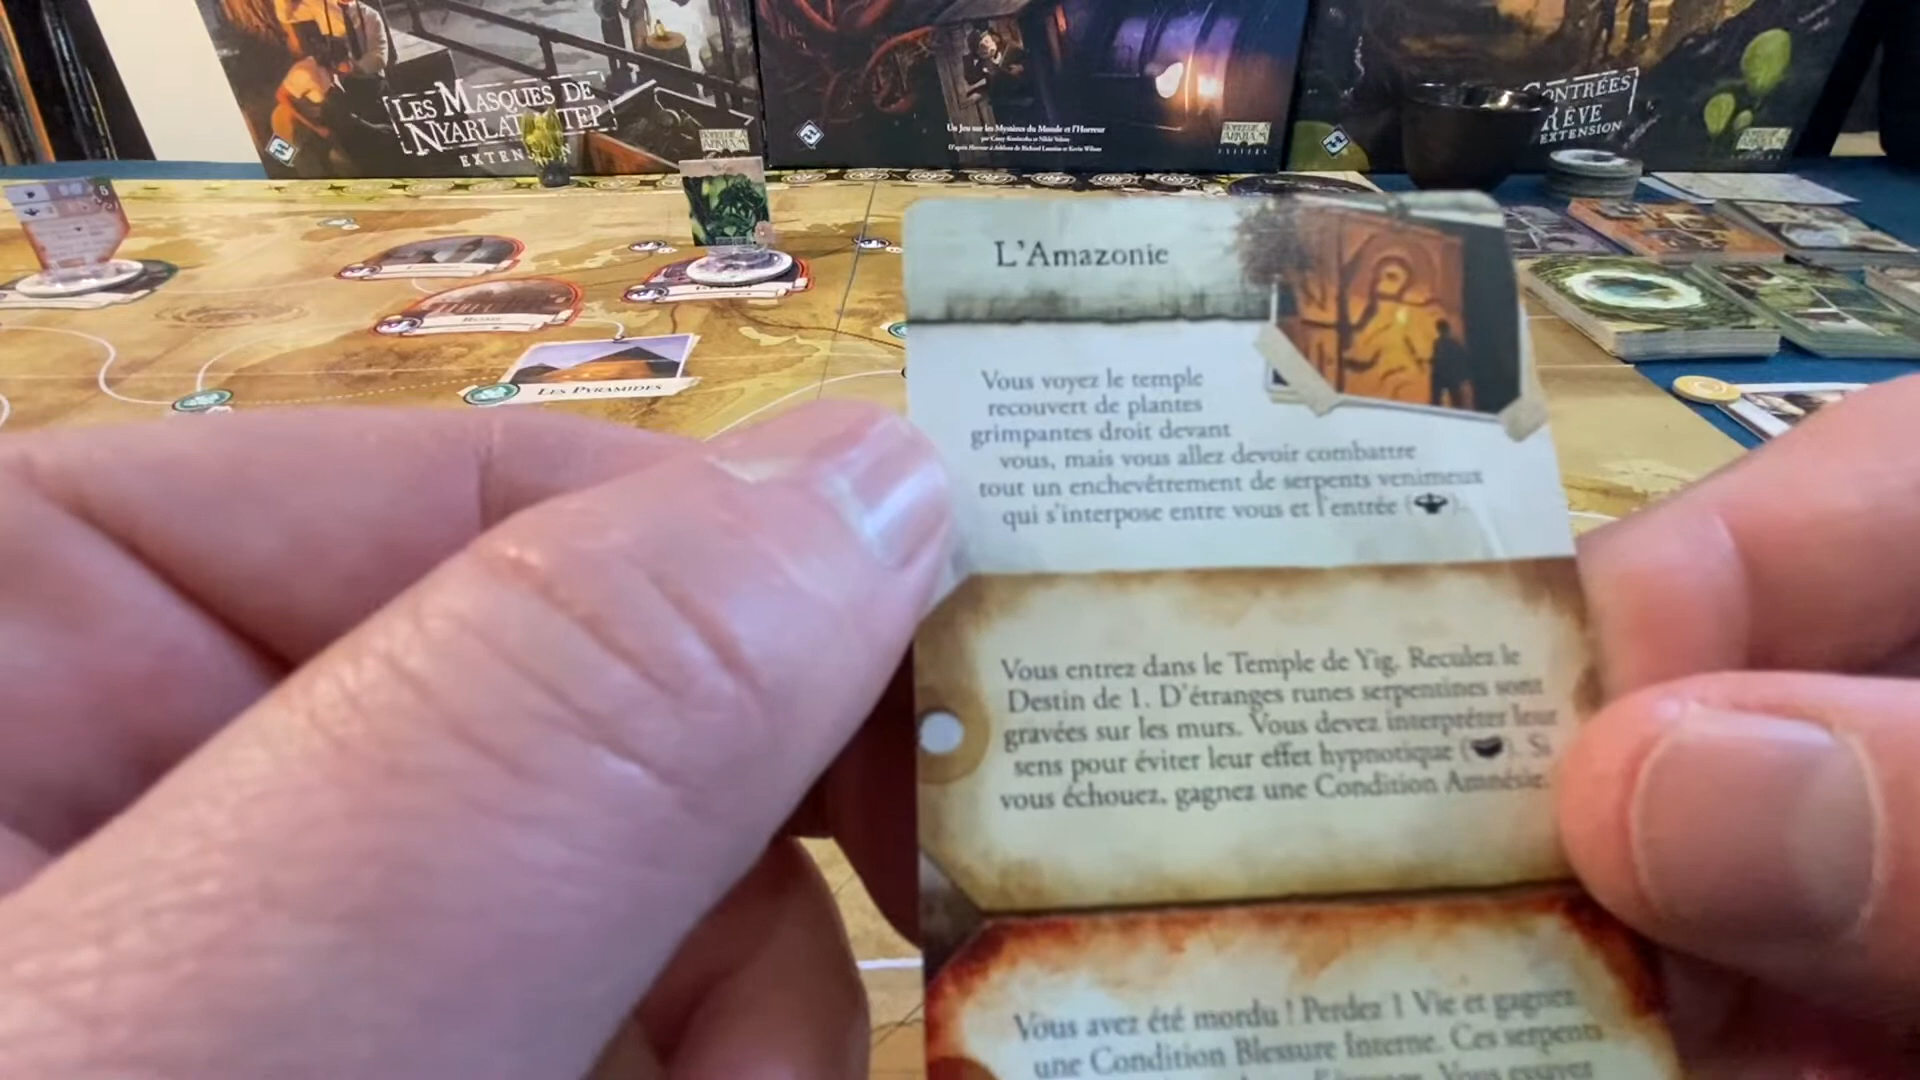 LES MASQUES DE
NYARLAT TEP
Un Jeu sur les Mystères du Monde et l'Horreur
CONTRÉES
RÊVE
EXTENSION
LES PYRAMIDES
L'Amazonie
Vous voyez le temple
recouvert de plantes
grimpantes droit devant
vous, mais vous allez devoir combattre
tout un enchevêtrement de serpents venimeux
qui s'interpose entre vous et l'entrée ( ).
Vous entrez dans le Temple de Yig. Reculez le
Destin de 1. D'étranges runes serpentines sont
gravées sur les murs. Vous devez interpréter leur
sens pour éviter leur effet hypnotique ( ). Si
vous échouez, gagnez une Condition Amnésie.
Vous avez été mordu ! Perdez 1 Vie et gagnez
une Condition Blessure Interne. Ces serpents
Vous essayez